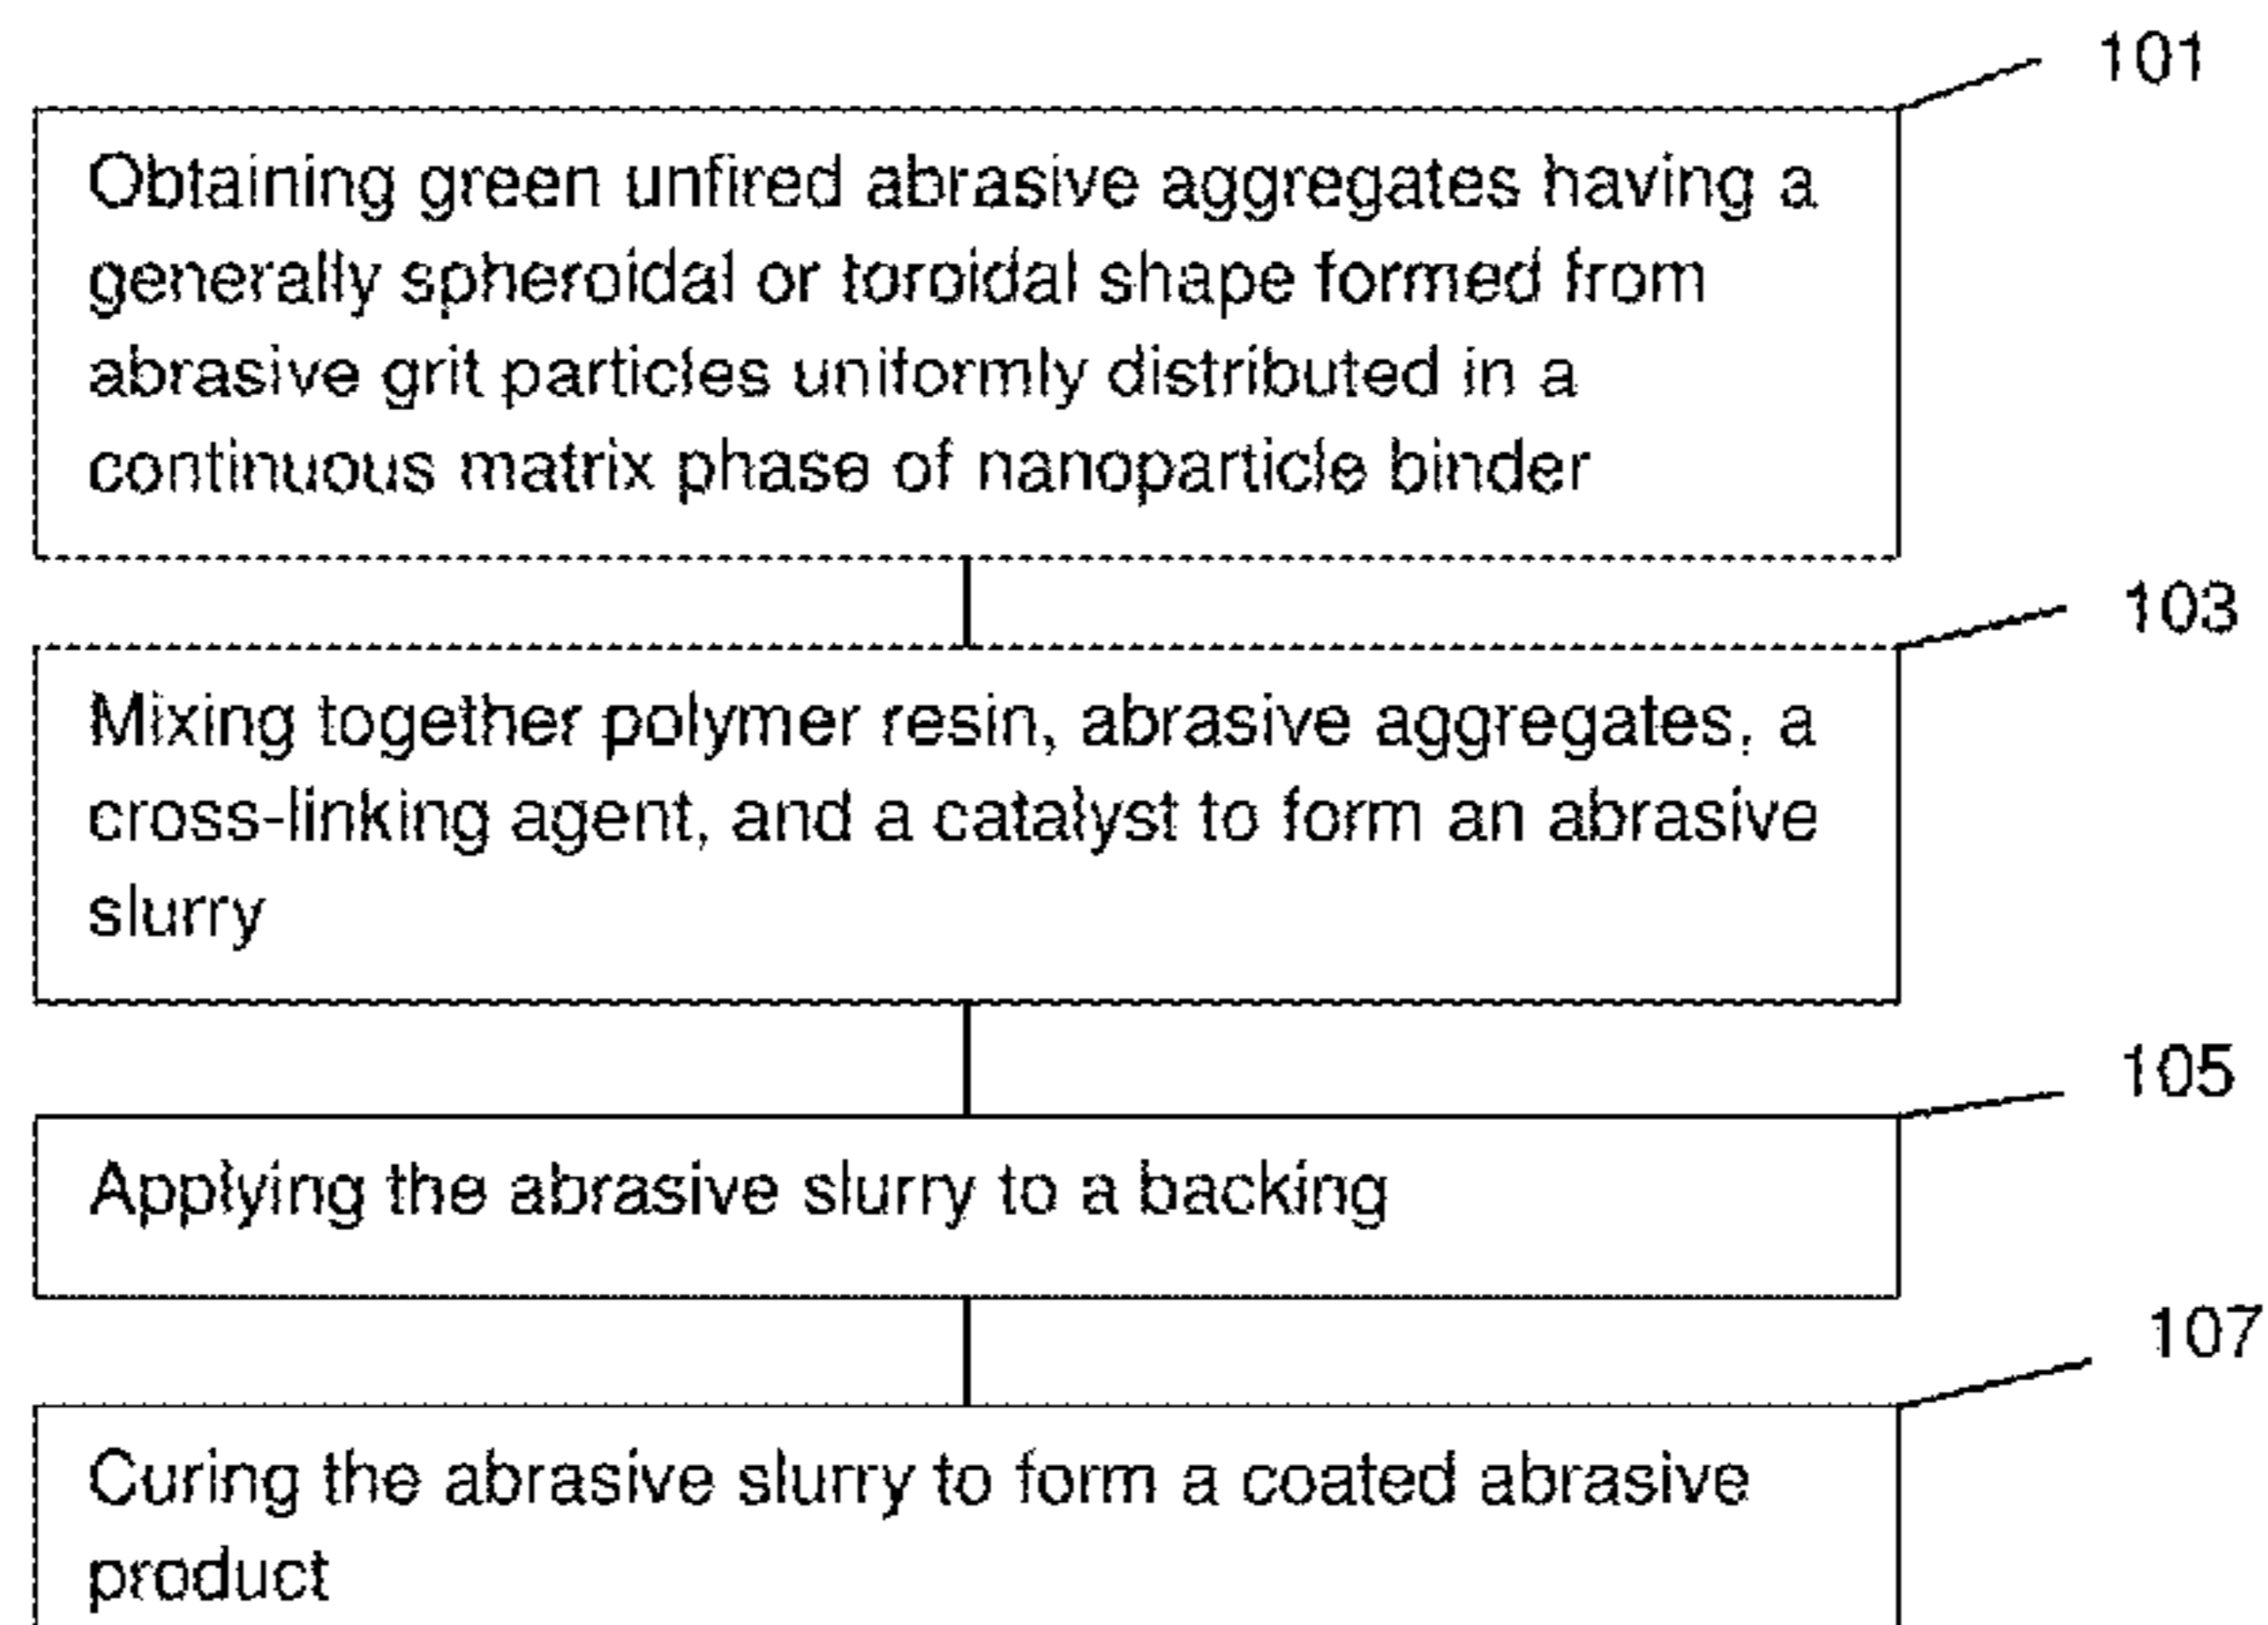 101
Obtaining green unfired abrasive aggregates having a
generally spheroidal or toroidal shape formed from
abrasive grit particles uniformly distributed in a
continuous matrix phase of nanoparticle binder
103
Mixing together polymer resin, abrasive aggregates, a
cross-linking agent, and a catalyst to form an abrasive
slurry
105
Applying the abrasive slurry to a backing
107
Curing the abrasive slurry to form a coated abrasive
product